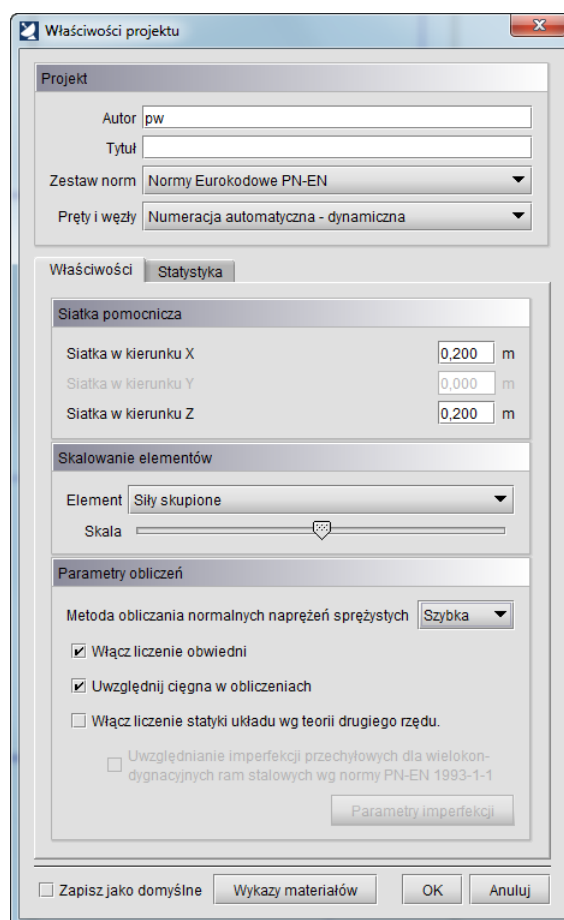 Właściwości projektu
Projekt
Autor pw
Tytuł
Zestaw norm Normy Eurokodowe PN-EN
Pręty i węzły Numeracja automatyczna - dynamiczna
Właściwości Statystyka
Siatka pomocnicza
Siatka w kierunku X 0,200 m
Siatka w kierunku Y 0,000 m
Siatka w kierunku Z 0,200 m
Skalowanie elementów
Element Siły skupione
Skala
Parametry obliczeń
Metoda obliczania normalnych naprężeń sprężystych Szybka
Włącz liczenie obwiedni
Uwzględnij cięgna w obliczeniach
Włącz liczenie statyki układu wg teorii drugiego rzędu.
Uwzględnianie imperfekcji przechyłowych dla wielokon-
dygnacyjnych ram stalowych wg normy PN-EN 1993-1-1
Parametry imperfekcji
Zapisz jako domyślne Wykazy materiałów OK Anuluj